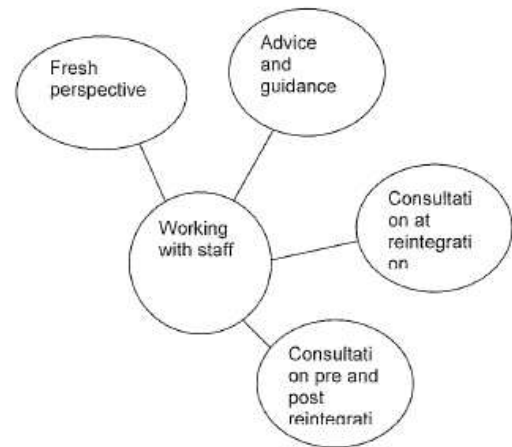 Fresh
perspective
Advice
and
guidance
Working
with staff
Consultati
on at
reintegrati
on
Consultati
on pre and
post
reintegrati